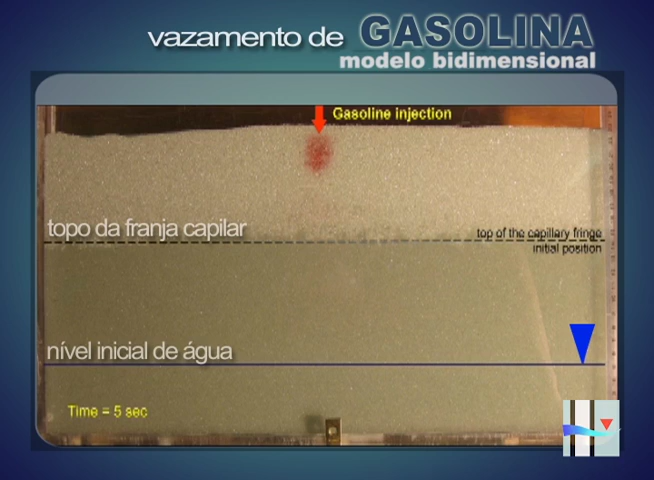 vazamento de GASOLINA
modelo bidimensional
Gasoline injection
topo da franja capilar
top of the capillary fringe
initial position
nível inicial de água
Time = 5 sec